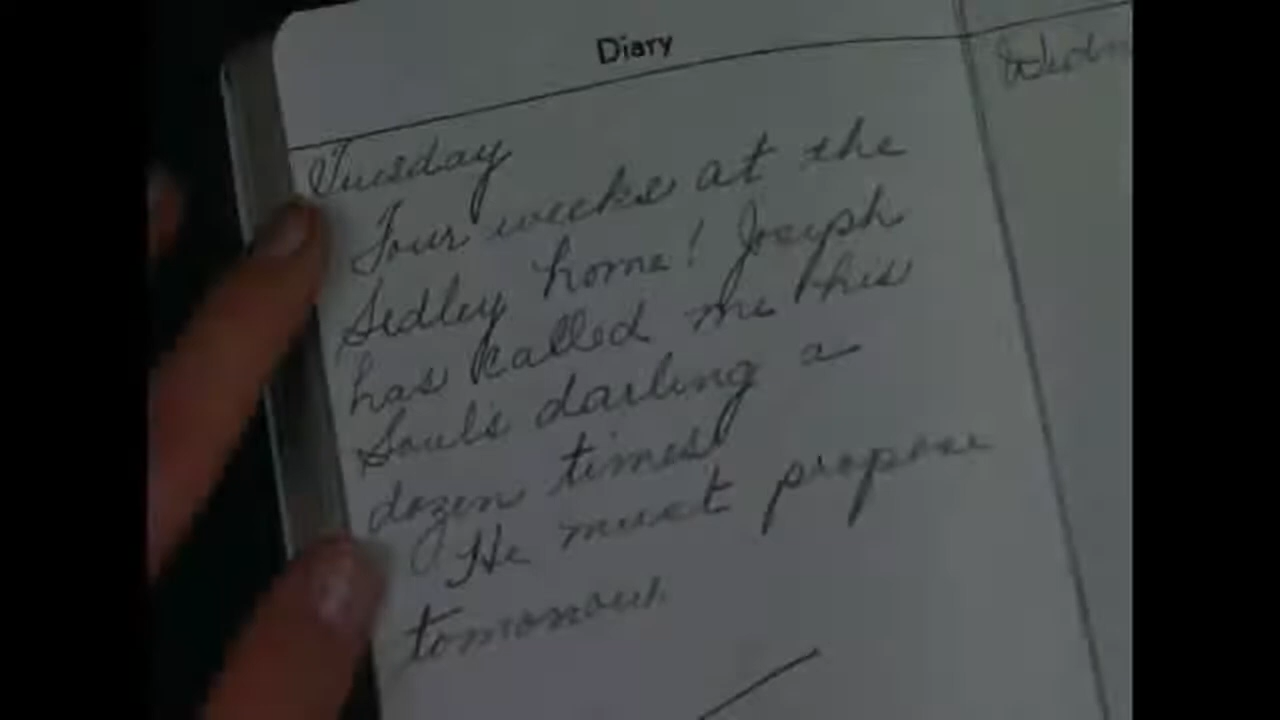 Diary
Tuesday
Four weeks at the
Sedley home! Joseph
has called me this
Soul's darling a
dozen times
He must propose
tomorrow.